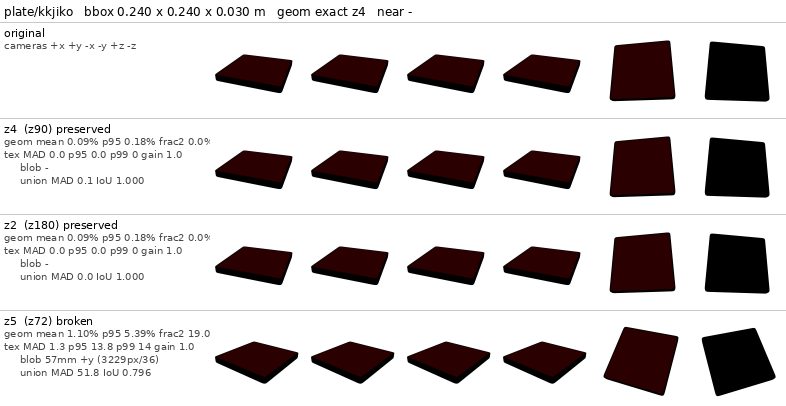 plate/kkjiko bbox 0.240 x 0.240 x 0.030 m geom exact z4 near -
original
cameras +x +y -x -y +z -z
z4 (z90) preserved
geom mean 0.09% p95 0.18% frac2 0.0%
tex MAD 0.0 p95 0.0 p99 0 gain 1.0
blob -
union MAD 0.1 IoU 1.000
z2 (z180) preserved
geom mean 0.09% p95 0.18% frac2 0.0%
tex MAD 0.0 p95 0.0 p99 0 gain 1.0
blob -
union MAD 0.0 IoU 1.000
z5 (z72) broken
geom mean 1.10% p95 5.39% frac2 19.0
tex MAD 1.3 p95 13.8 p99 14 gain 1.0
blob 57mm +y (3229px/36)
union MAD 51.8 IoU 0.796